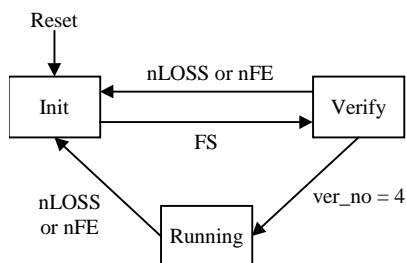 Reset
nLOSS or nFE
Init
Verify
FS
nLOSS
or nFE
ver_no = 4
Running